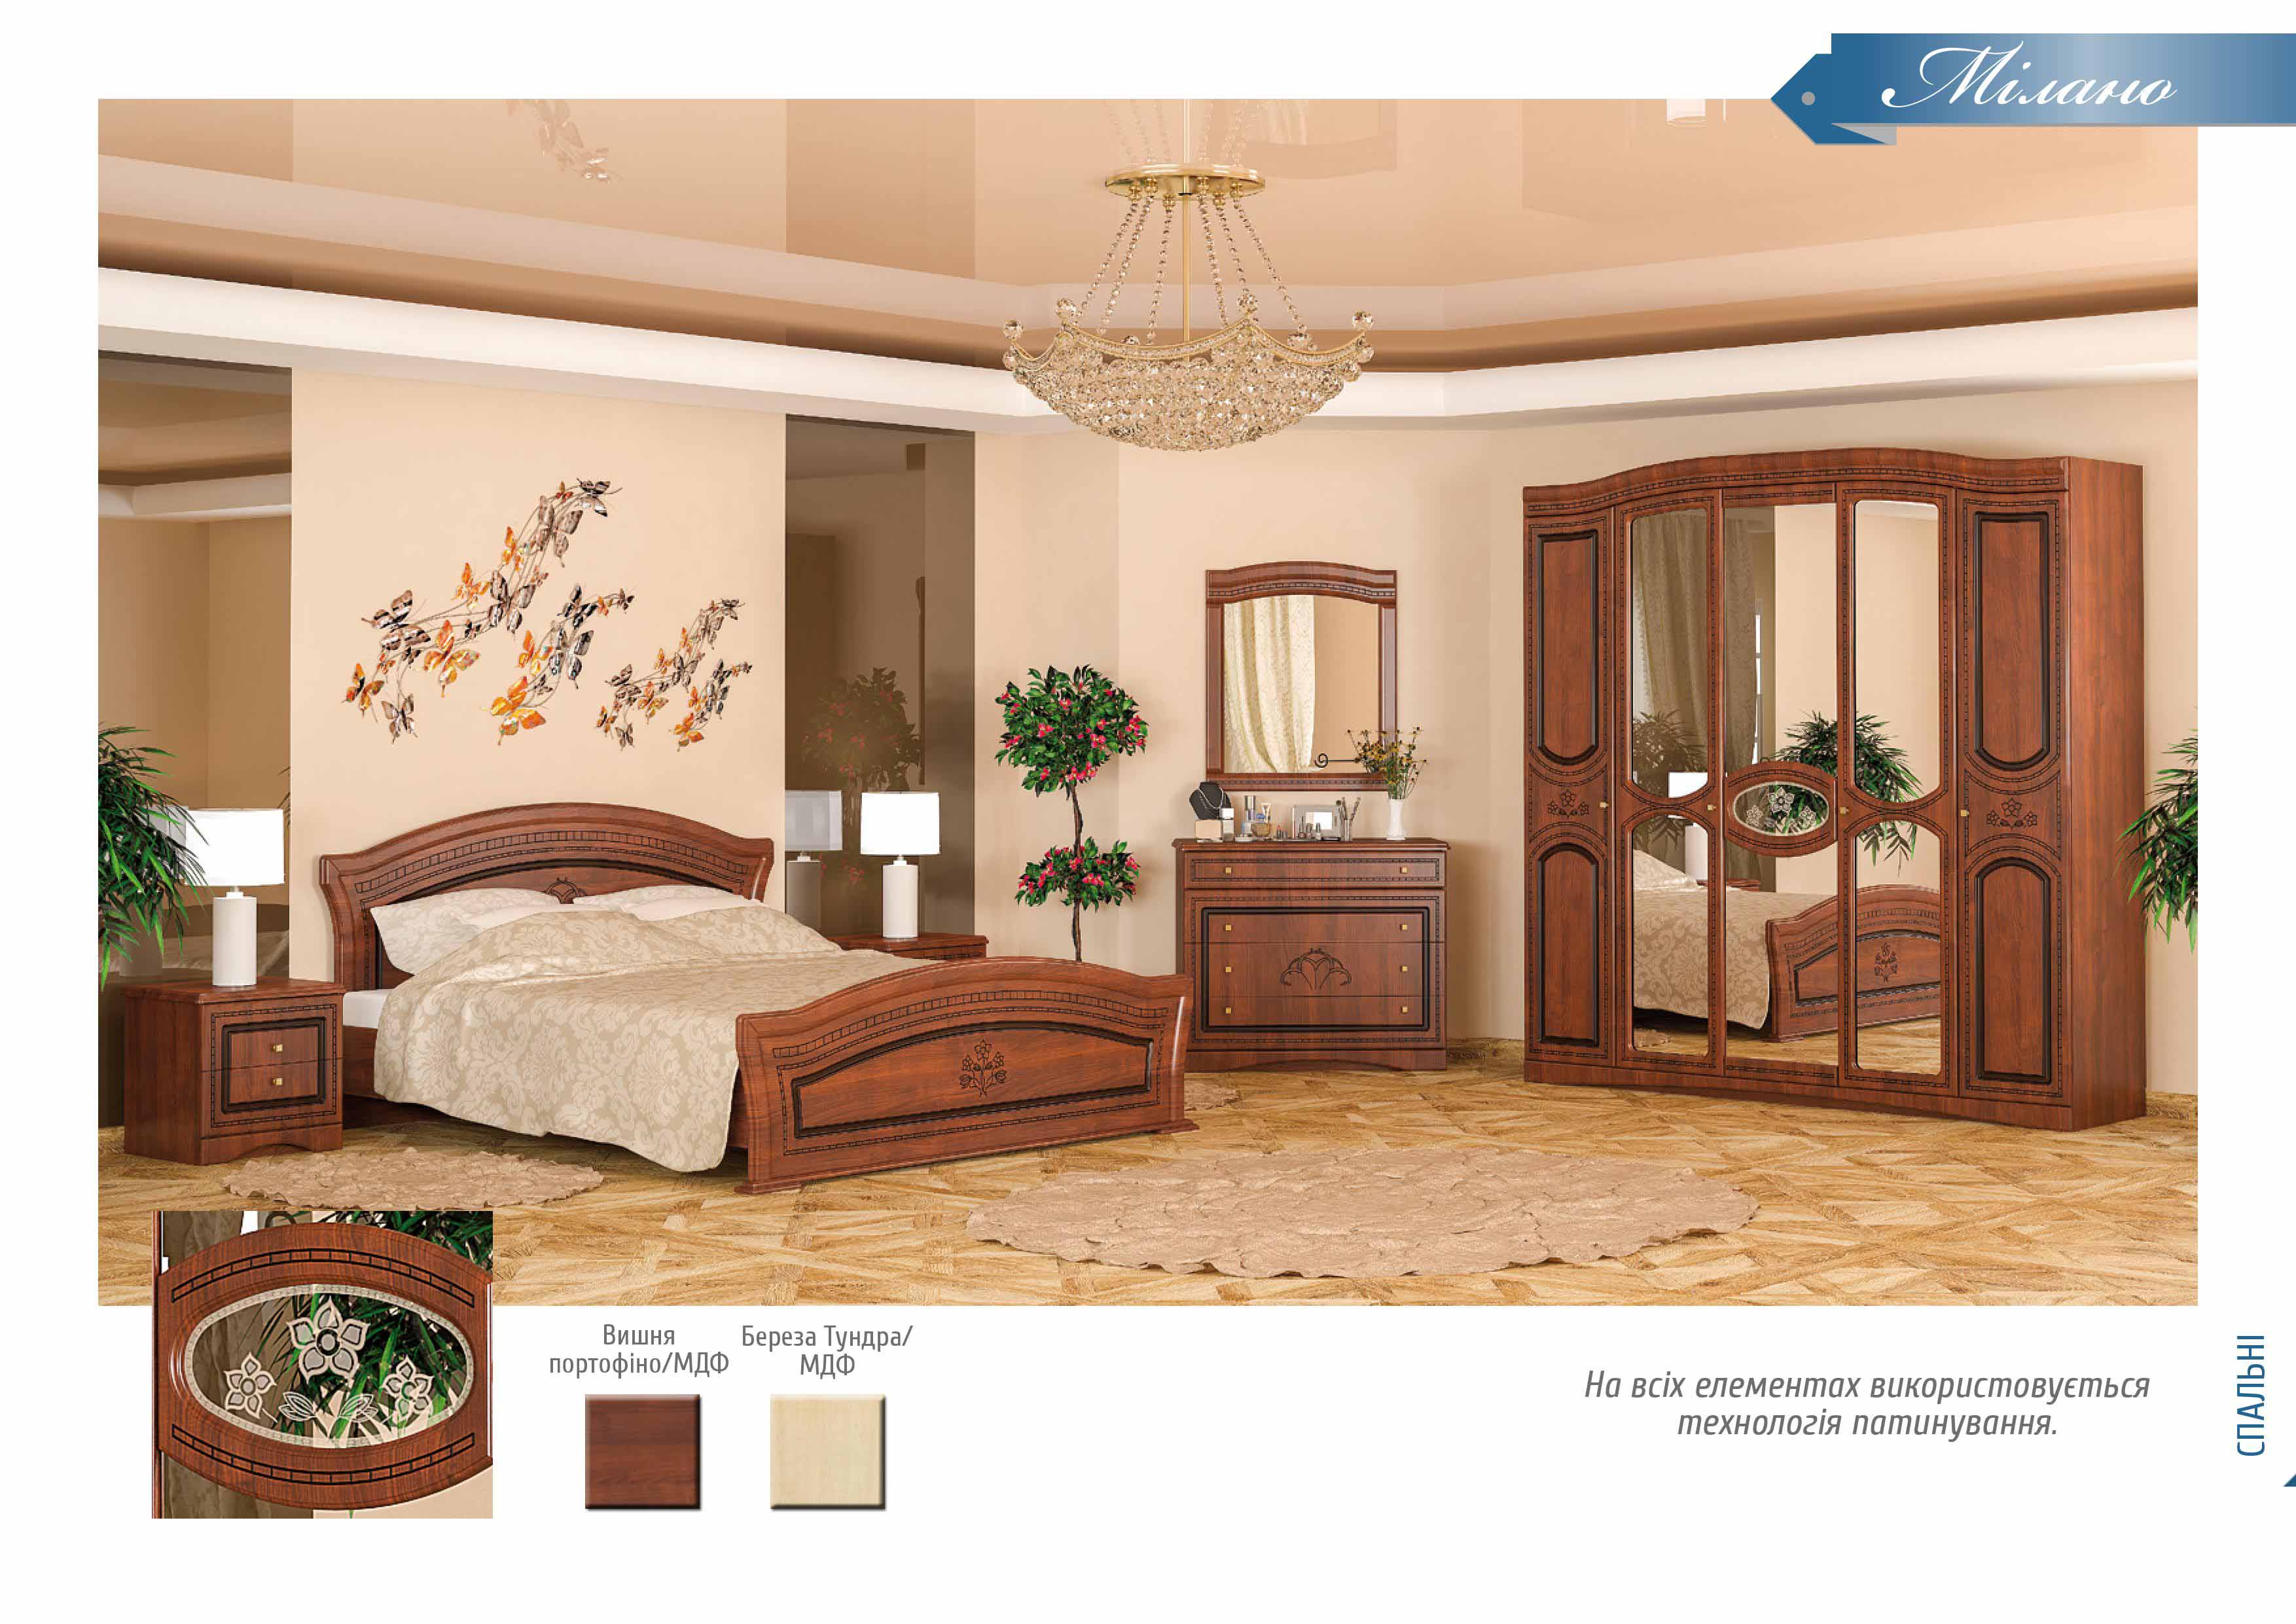 Мілано
Вишня
портофіно/МДФ
Береза Тундра/
МДФ
На всіх елементах використовується
технологія патинування.
СПАЛЬНІ